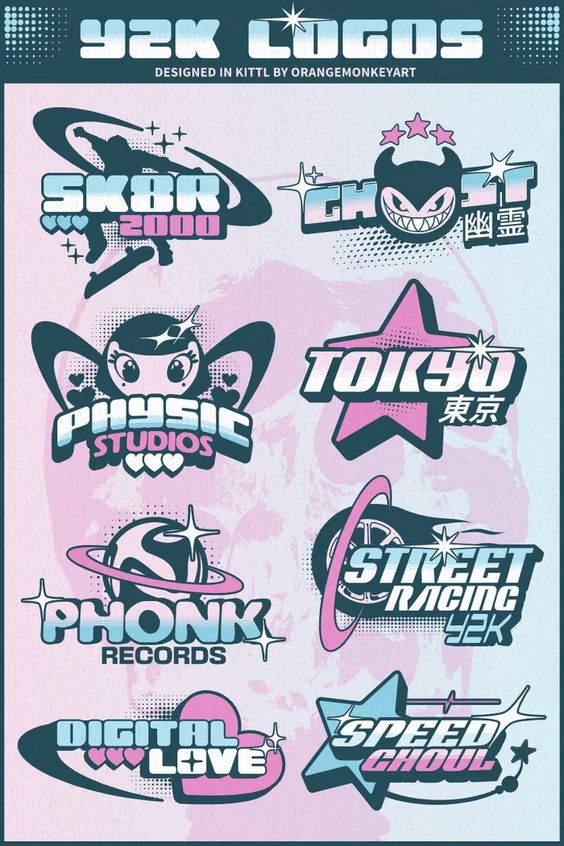 Y2K LOGOS
DESIGNED IN KITTL BY ORANGEMONKEYART
SK8R
2000
GHOST
幽霊
PHYSIC
STUDIOS
TOKYO
東京
PHONK
RECORDS
STREET
RACING
Y2K
DIGITAL
LOVE
SPEED
GHOUL